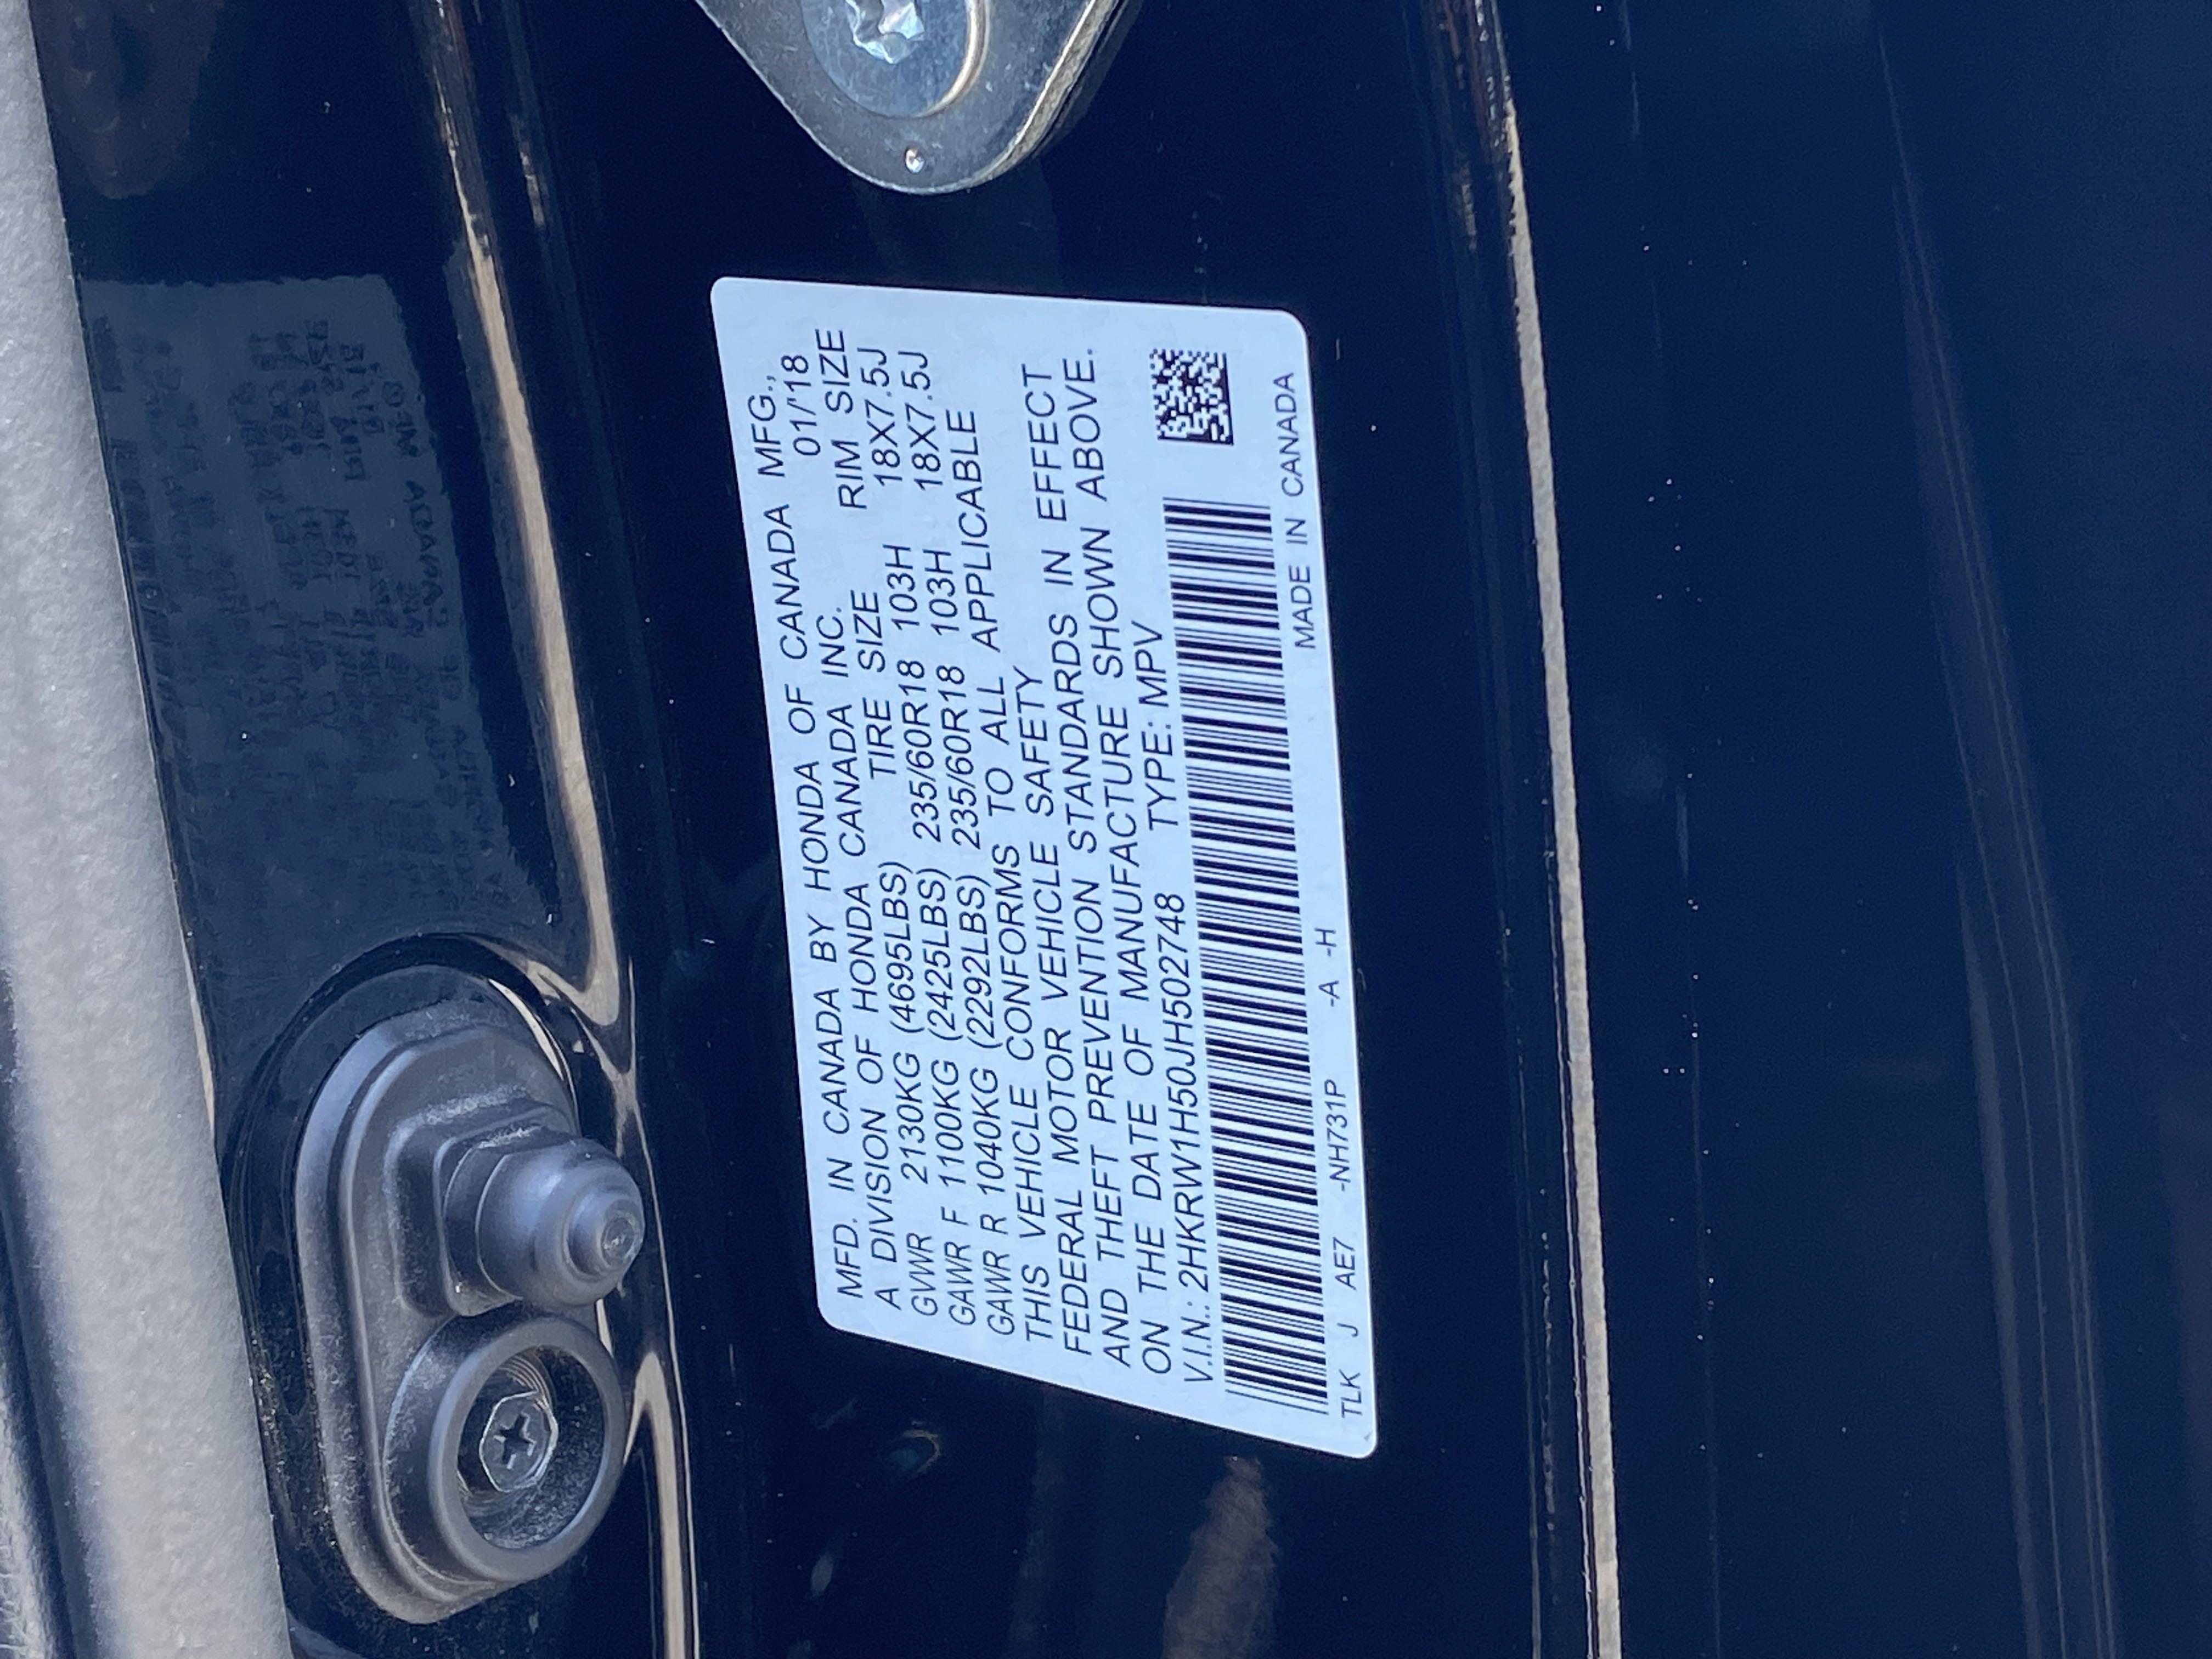 MFD. IN CANADA BY HONDA OF CANADA MFG.,
A DIVISION OF HONDA CANADA INC. 01/'18
GVWR 2130KG (4695LBS) TIRE SIZE RIM SIZE
GAWR F 1100KG (2425LBS) 235/60R18 103H 18X7.5J
GAWR R 1040KG (2292LBS) 235/60R18 103H 18X7.5J
THIS VEHICLE CONFORMS TO ALL APPLICABLE
FEDERAL MOTOR VEHICLE SAFETY
AND THEFT PREVENTION STANDARDS IN EFFECT
ON THE DATE OF MANUFACTURE SHOWN ABOVE.
V.I.N.: 2HKRW1H50JH502748 TYPE: MPV
MADE IN CANADA
TLK J AE7 -NH731P -A -H